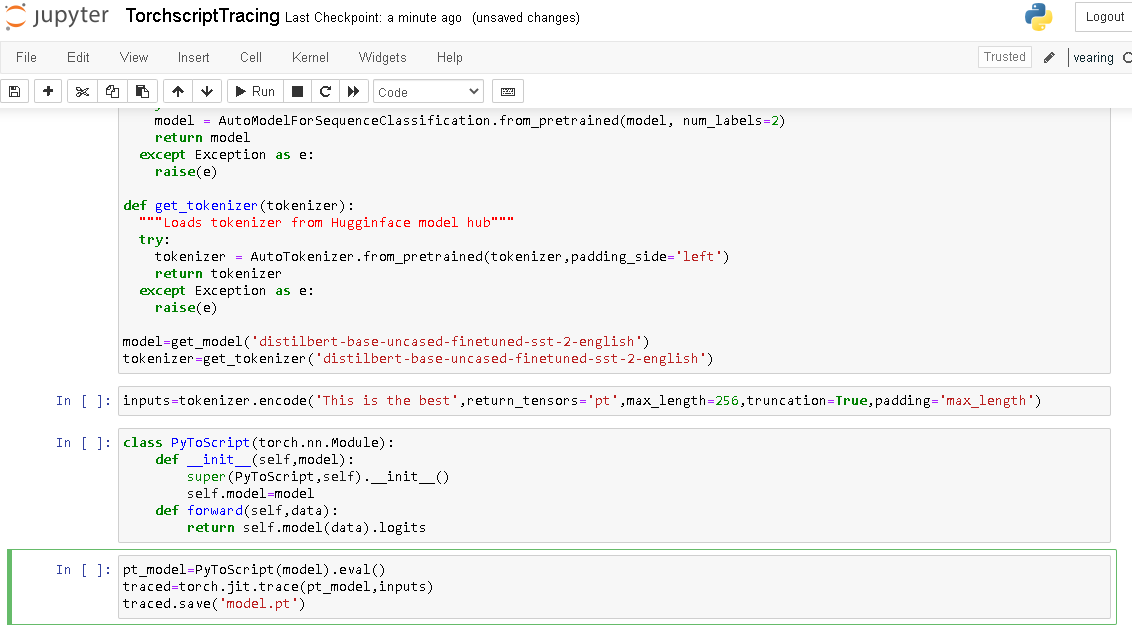 jupyter TorchscriptTracing Last Checkpoint: a minute ago (unsaved changes) Logout
File Edit View Insert Cell Kernel Widgets Help Trusted vearing
Run Code
model = AutoModelForSequenceClassification.from_pretrained(model, num_labels=2)
return model
except Exception as e:
raise(e)
def get_tokenizer(tokenizer):
"""Loads tokenizer from Hugginface model hub"""
try:
tokenizer = AutoTokenizer.from_pretrained(tokenizer,padding_side='left')
return tokenizer
except Exception as e:
raise(e)
model=get_model('distilbert-base-uncased-finetuned-sst-2-english')
tokenizer=get_tokenizer('distilbert-base-uncased-finetuned-sst-2-english')
In [ ]: inputs=tokenizer.encode('This is the best',return_tensors='pt',max_length=256,truncation=True,padding='max_length')
In [ ]: class PyToScript(torch.nn.Module):
def __init__(self,model):
super(PyToScript,self).__init__()
self.model=model
def forward(self,data):
return self.model(data).logits
In [ ]: pt_model=PyToScript(model).eval()
traced=torch.jit.trace(pt_model,inputs)
traced.save('model.pt')